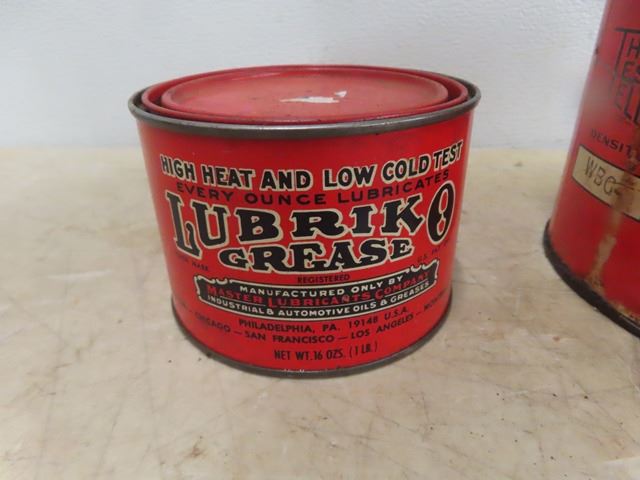 HIGH HEAT AND LOW COLD TEST
EVERY OUNCE LUBRICATES
LUBRIKO
GREASE
MARK
REGISTERED
MANUFACTURED ONLY BY
MASTER LUBRICANTS COMPANY
INDUSTRIAL & AUTOMOTIVE OILS & GREASES
PHILADELPHIA, PA. 19148 U.S.A.
CHICAGO — SAN FRANCISCO — LOS ANGELES —
NET WT. 16 OZS. (1 LB.)